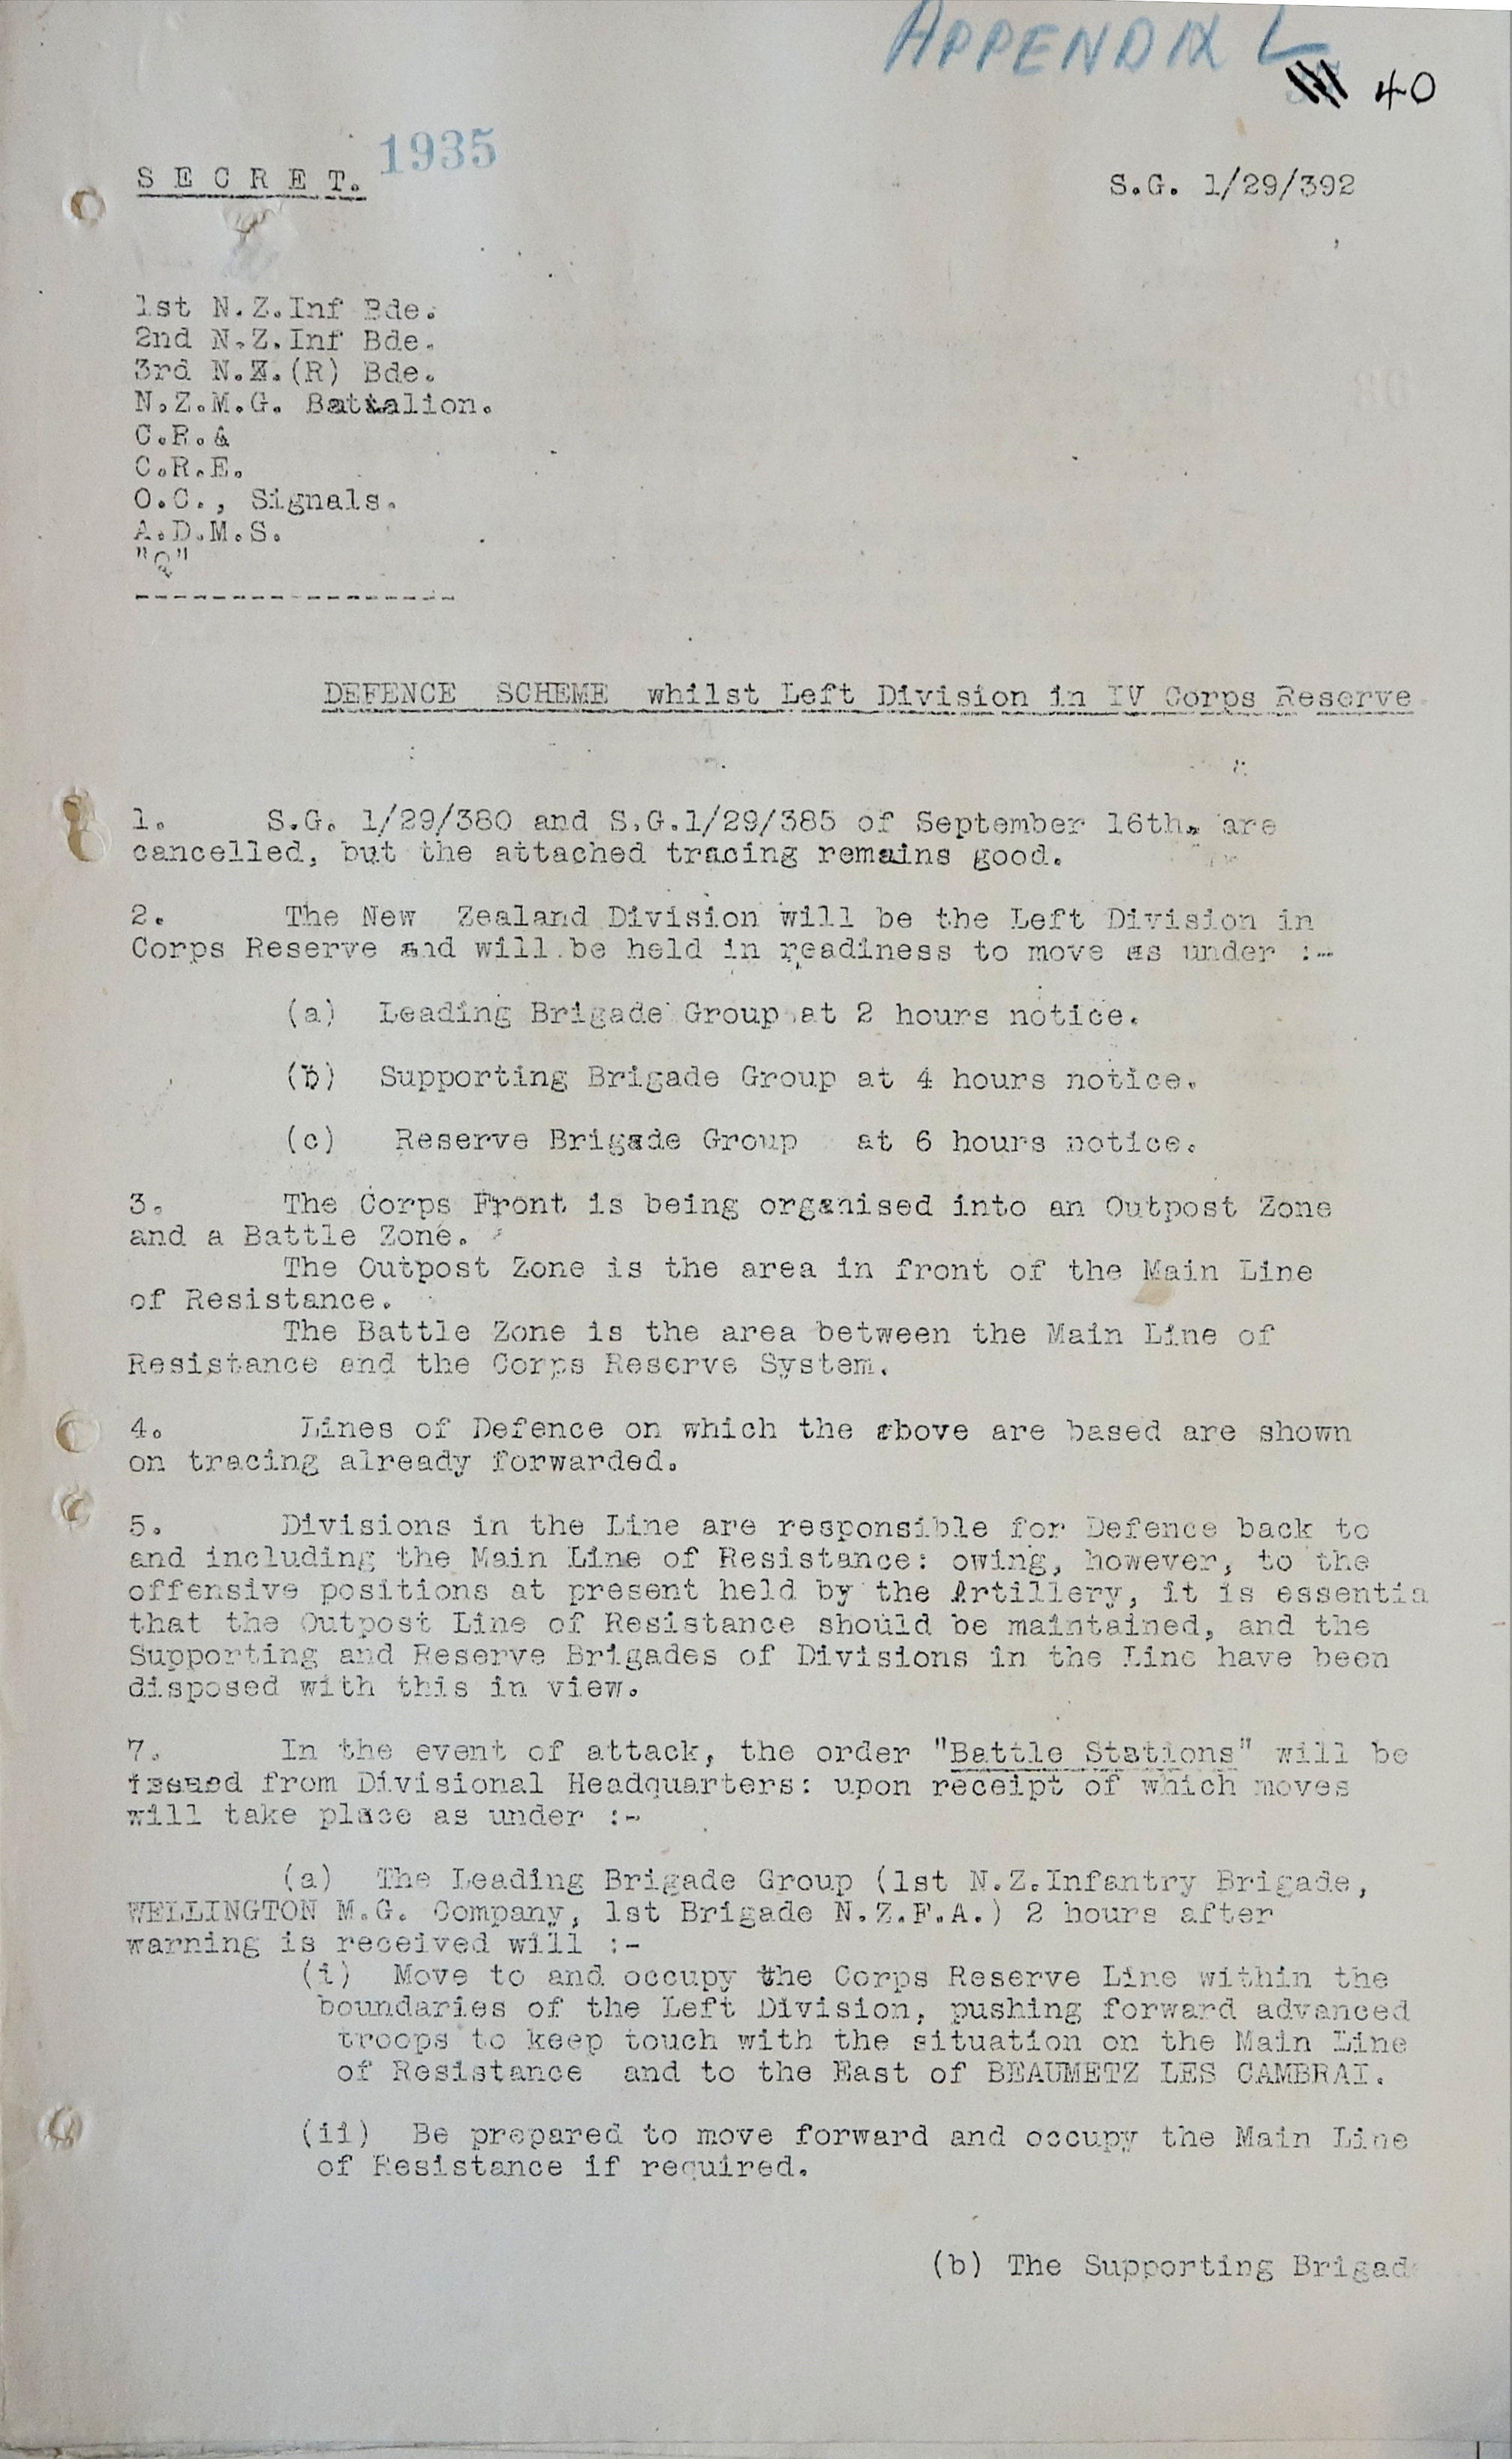 APPENDIX L
40
1935
S E C R E T.
S.G. 1/29/392
1st N.Z.Inf Bde.
2nd N.Z.Inf Bde.
3rd N.Z.(R) Bde.
N.Z.M.G. Battalion.
C.R.A
C.R.E.
O.C., Signals.
A.D.M.S.
"Q"
-----------------
DEFENCE SCHEME whilst Left Division in IV Corps Reserve
1. S.G. 1/29/380 and S.G.1/29/385 of September 16th, are
cancelled, but the attached tracing remains good.
2. The New Zealand Division will be the Left Division in
Corps Reserve and will be held in readiness to move as under :-
(a) Leading Brigade Group at 2 hours notice.
(b) Supporting Brigade Group at 4 hours notice.
(c) Reserve Brigade Group at 6 hours notice.
3. The Corps Front is being organised into an Outpost Zone
and a Battle Zone.
The Outpost Zone is the area in front of the Main Line
of Resistance.
The Battle Zone is the area between the Main Line of
Resistance and the Corps Reserve System.
4. Lines of Defence on which the above are based are shown
on tracing already forwarded.
5. Divisions in the Line are responsible for Defence back to
and including the Main Line of Resistance: owing, however, to the
offensive positions at present held by the Artillery, it is essentia
that the Outpost Line of Resistance should be maintained, and the
Supporting and Reserve Brigades of Divisions in the Line have been
disposed with this in view.
7. In the event of attack, the order "Battle Stations" will be
issued from Divisional Headquarters: upon receipt of which moves
will take place as under :-
(a) The Leading Brigade Group (1st N.Z.Infantry Brigade,
WELLINGTON M.G. Company, 1st Brigade N.Z.F.A.) 2 hours after
warning is received will :-
(i) Move to and occupy the Corps Reserve Line within the
boundaries of the Left Division, pushing forward advanced
troops to keep touch with the situation on the Main Line
of Resistance and to the East of BEAUMETZ LES CAMBRAI.
(ii) Be prepared to move forward and occupy the Main Line
of Resistance if required.
(b) The Supporting Brigad